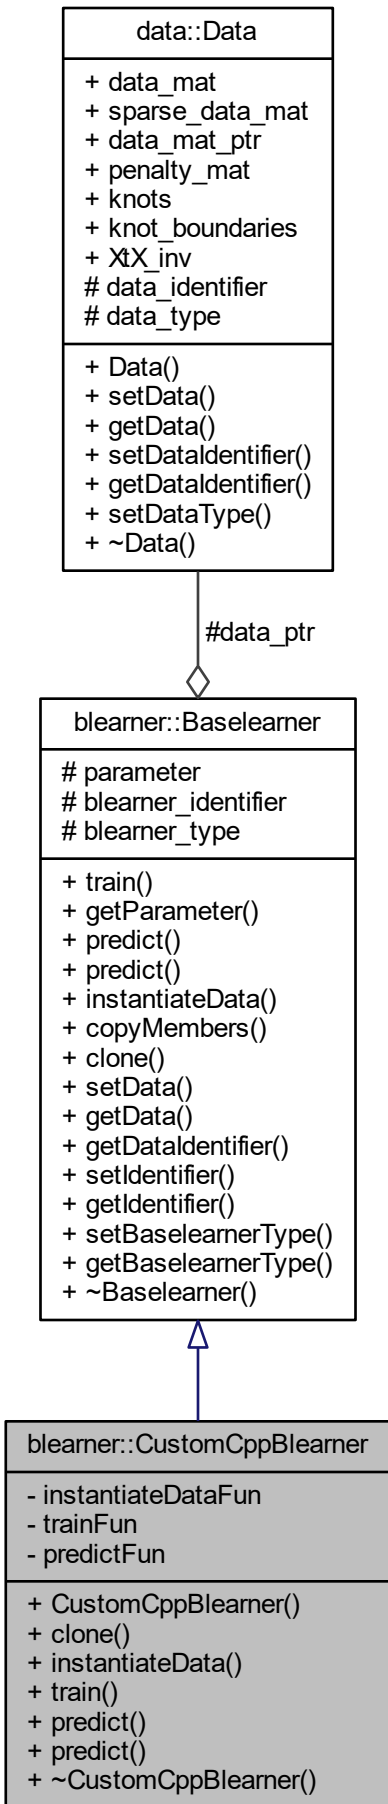 data::Data
+ data_mat
+ sparse_data_mat
+ data_mat_ptr
+ penalty_mat
+ knots
+ knot_boundaries
+ XtX_inv
# data_identifier
# data_type
+ Data()
+ setData()
+ getData()
+ setDataIdentifier()
+ getDataIdentifier()
+ setDataType()
+ ~Data()
#data_ptr
blearner::Baselearner
# parameter
# blearner_identifier
# blearner_type
+ train()
+ getParameter()
+ predict()
+ predict()
+ instantiateData()
+ copyMembers()
+ clone()
+ setData()
+ getData()
+ getDataIdentifier()
+ setIdentifier()
+ getIdentifier()
+ setBaselearnerType()
+ getBaselearnerType()
+ ~Baselearner()
blearner::CustomCppBlearner
- instantiateDataFun
- trainFun
- predictFun
+ CustomCppBlearner()
+ clone()
+ instantiateData()
+ train()
+ predict()
+ predict()
+ ~CustomCppBlearner()